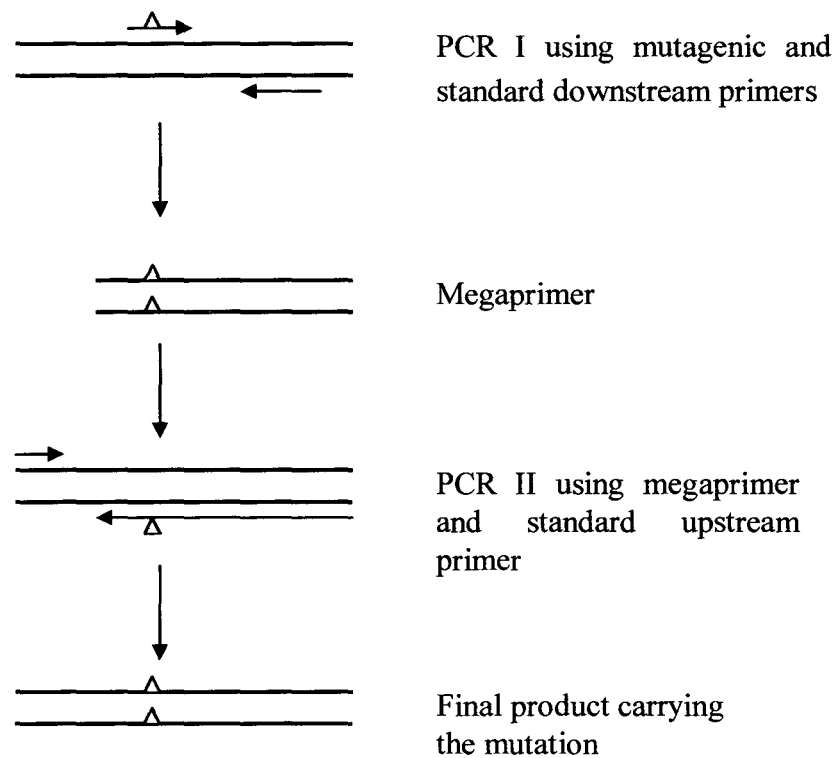 PCR I using mutagenic and
standard downstream primers
Megaprimer
PCR II using megaprimer
and standard upstream
primer
Final product carrying
the mutation